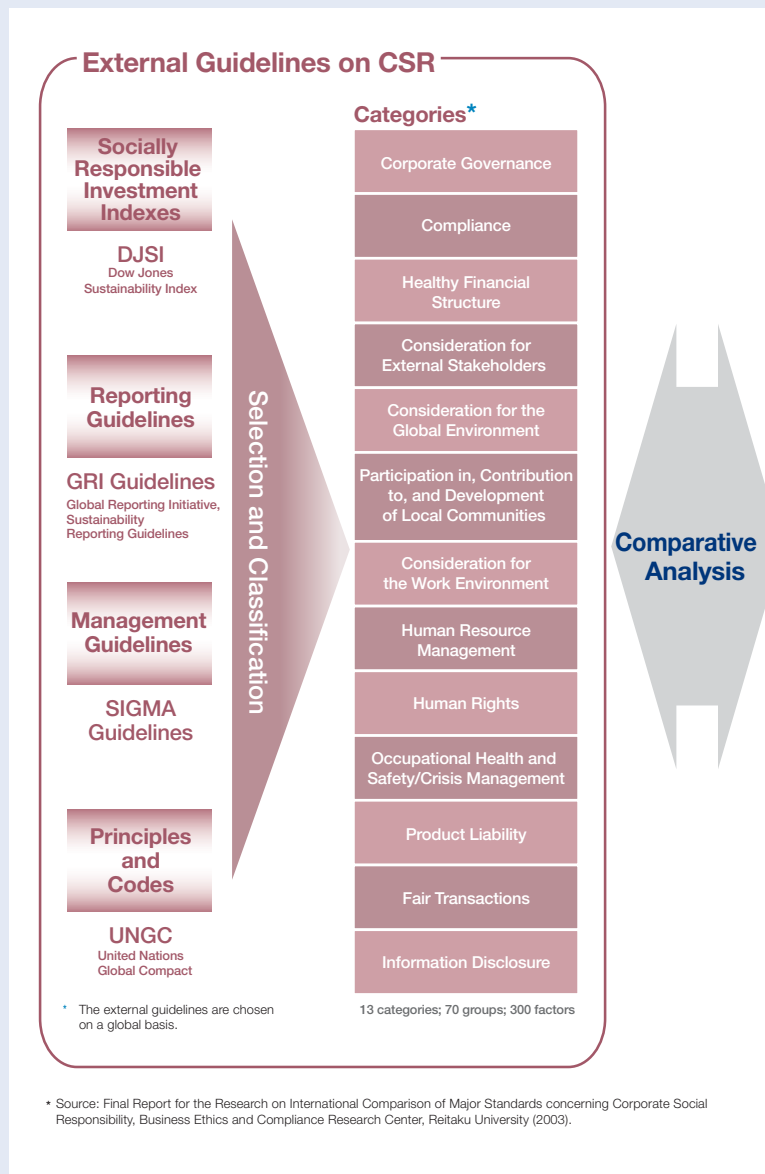 External Guidelines on CSR
Socially
Responsible
Investment
Indexes
DJSI
Dow Jones
Sustainability Index
Reporting
Guidelines
GRI Guidelines
Global Reporting Initiative,
Sustainability
Reporting Guidelines
Management
Guidelines
SIGMA
Guidelines
Principles
and
Codes
UNGC
United Nations
Global Compact
* The external guidelines are chosen
on a global basis.
Selection and Classification
Categories*
Corporate Governance
Compliance
Healthy Financial
Structure
Consideration for
External Stakeholders
Consideration for the
Global Environment
Participation in, Contribution
to, and Development
of Local Communities
Consideration for
the Work Environment
Human Resource
Management
Human Rights
Occupational Health and
Safety/Crisis Management
Product Liability
Fair Transactions
Information Disclosure
13 categories; 70 groups; 300 factors
Comparative
Analysis
* Source: Final Report for the Research on International Comparison of Major Standards concerning Corporate Social
Responsibility, Business Ethics and Compliance Research Center, Reitaku University (2003).